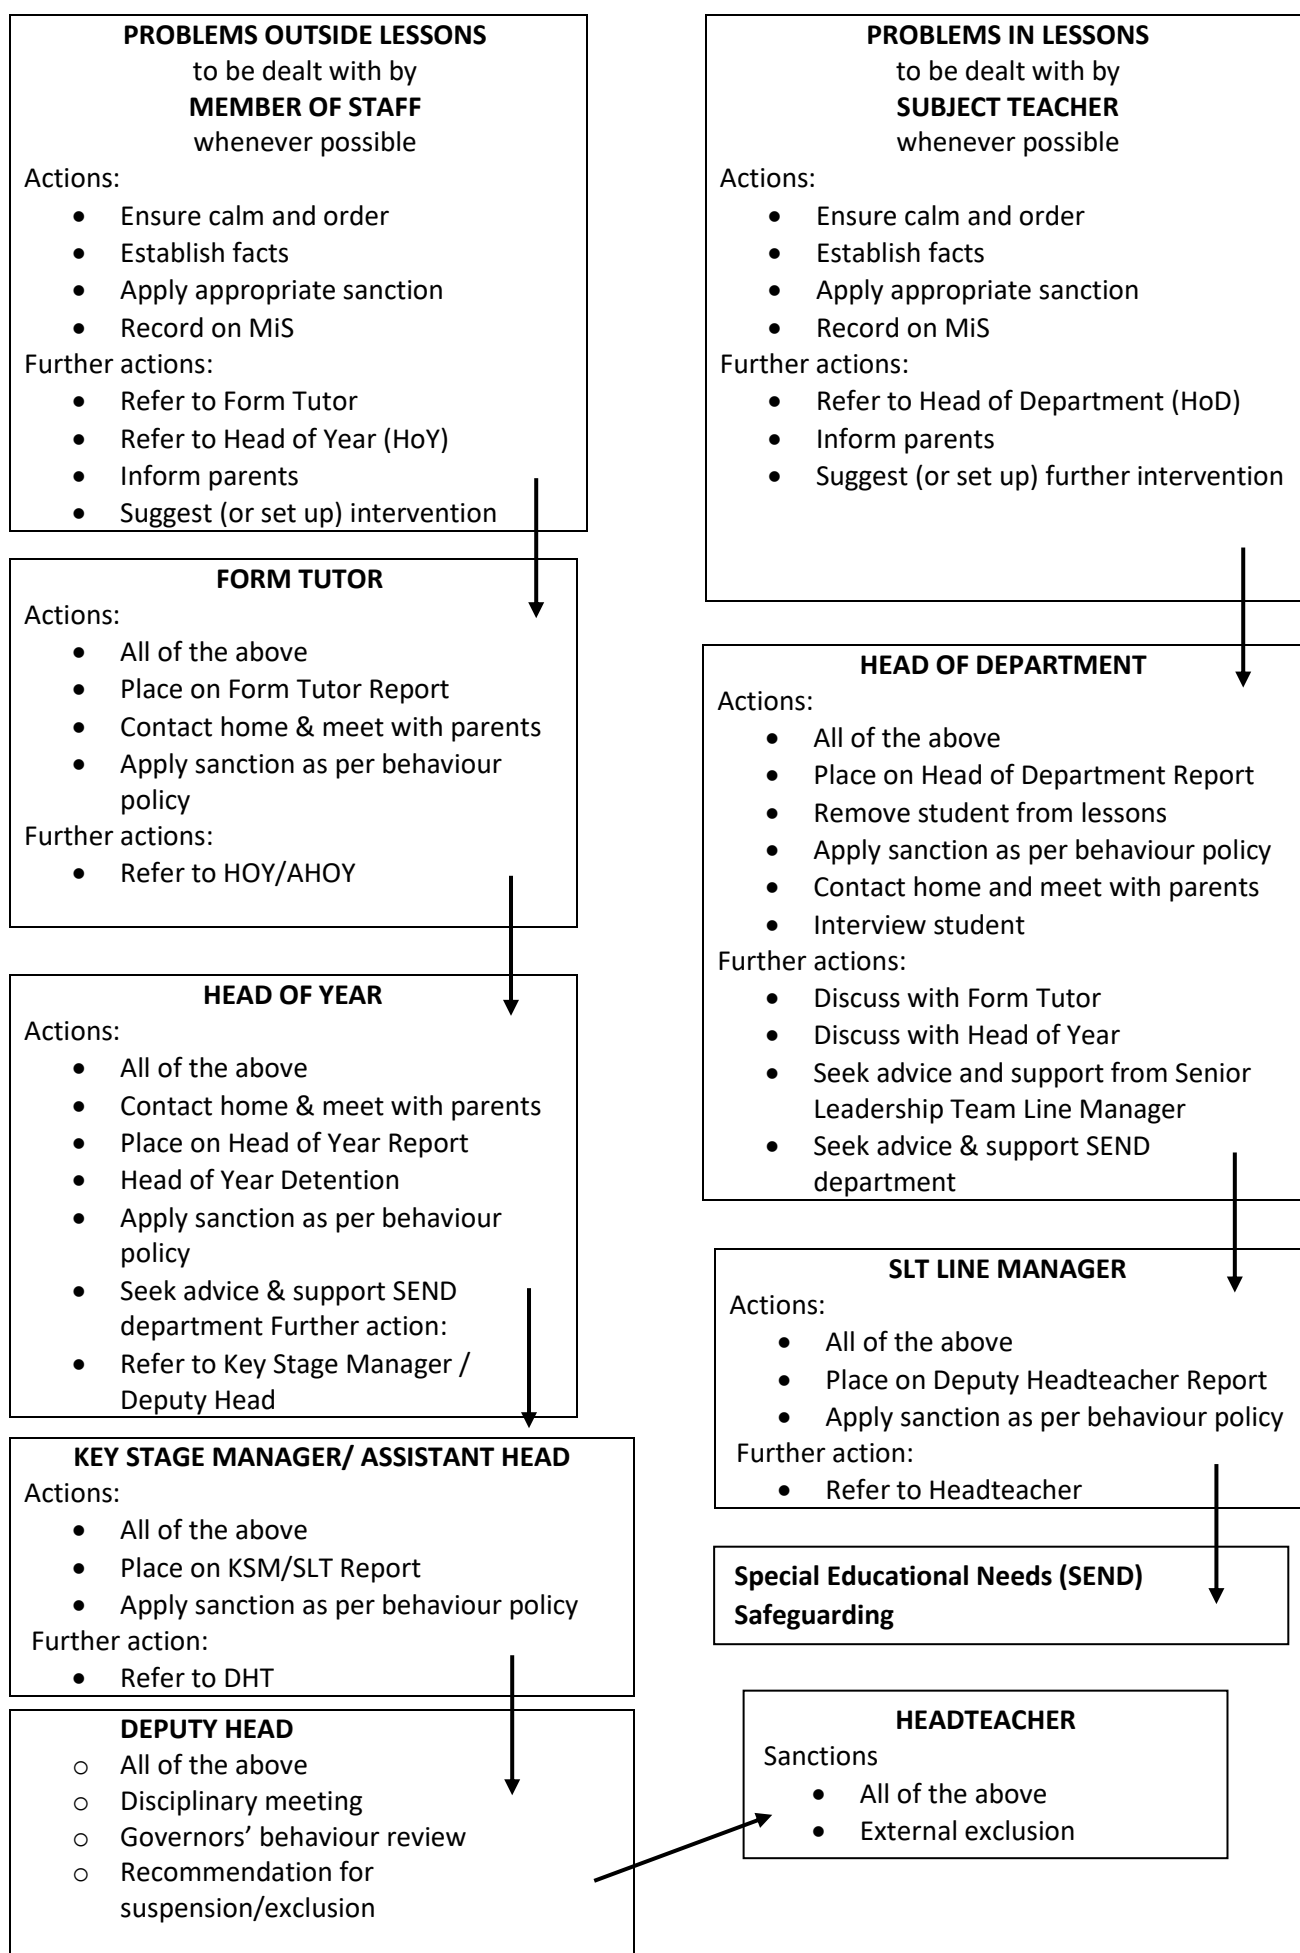 PROBLEMS OUTSIDE LESSONS
to be dealt with by
MEMBER OF STAFF
whenever possible
Actions:
• Ensure calm and order
• Establish facts
• Apply appropriate sanction
• Record on MiS
Further actions:
• Refer to Form Tutor
• Refer to Head of Year (HoY)
• Inform parents
• Suggest (or set up) intervention
FORM TUTOR
Actions:
• All of the above
• Place on Form Tutor Report
• Contact home & meet with parents
• Apply sanction as per behaviour
policy
Further actions:
• Refer to HOY/AHOY
HEAD OF YEAR
Actions:
• All of the above
• Contact home & meet with parents
• Place on Head of Year Report
• Head of Year Detention
• Apply sanction as per behaviour
policy
• Seek advice & support SEND
department Further action:
• Refer to Key Stage Manager /
Deputy Head
KEY STAGE MANAGER/ ASSISTANT HEAD
Actions:
• All of the above
• Place on KSM/SLT Report
• Apply sanction as per behaviour policy
Further action:
• Refer to DHT
DEPUTY HEAD
o All of the above
o Disciplinary meeting
o Governors’ behaviour review
o Recommendation for
suspension/exclusion
PROBLEMS IN LESSONS
to be dealt with by
SUBJECT TEACHER
whenever possible
Actions:
• Ensure calm and order
• Establish facts
• Apply appropriate sanction
• Record on MiS
Further actions:
• Refer to Head of Department (HoD)
• Inform parents
• Suggest (or set up) further intervention
HEAD OF DEPARTMENT
Actions:
• All of the above
• Place on Head of Department Report
• Remove student from lessons
• Apply sanction as per behaviour policy
• Contact home and meet with parents
• Interview student
Further actions:
• Discuss with Form Tutor
• Discuss with Head of Year
• Seek advice and support from Senior
Leadership Team Line Manager
• Seek advice & support SEND
department
SLT LINE MANAGER
Actions:
• All of the above
• Place on Deputy Headteacher Report
• Apply sanction as per behaviour policy
Further action:
• Refer to Headteacher
Special Educational Needs (SEND)
Safeguarding
HEADTEACHER
Sanctions
• All of the above
• External exclusion